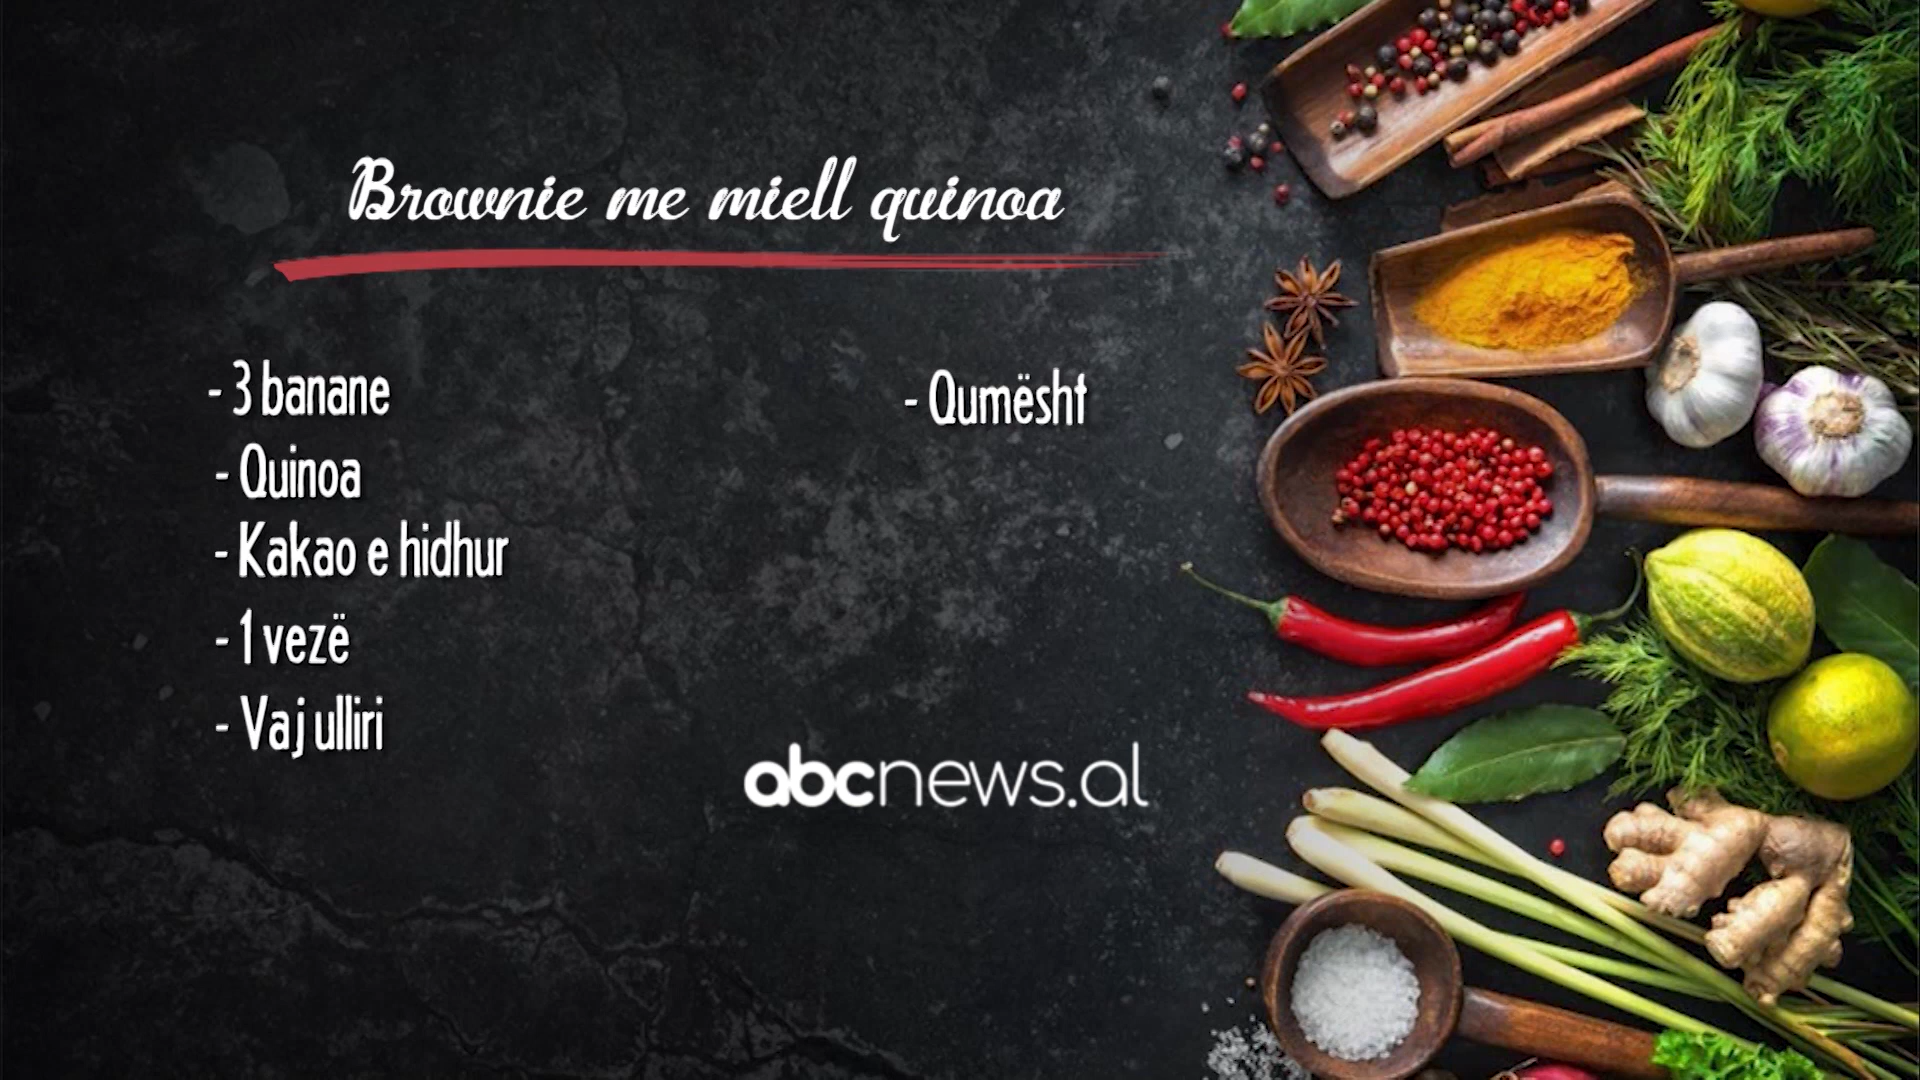 Brownie me miell quinoa
- 3 banane
- Quinoa
- Kakao e hidhur
- 1 vezë
- Vaj ulliri
- Qumësht
abcnews.al